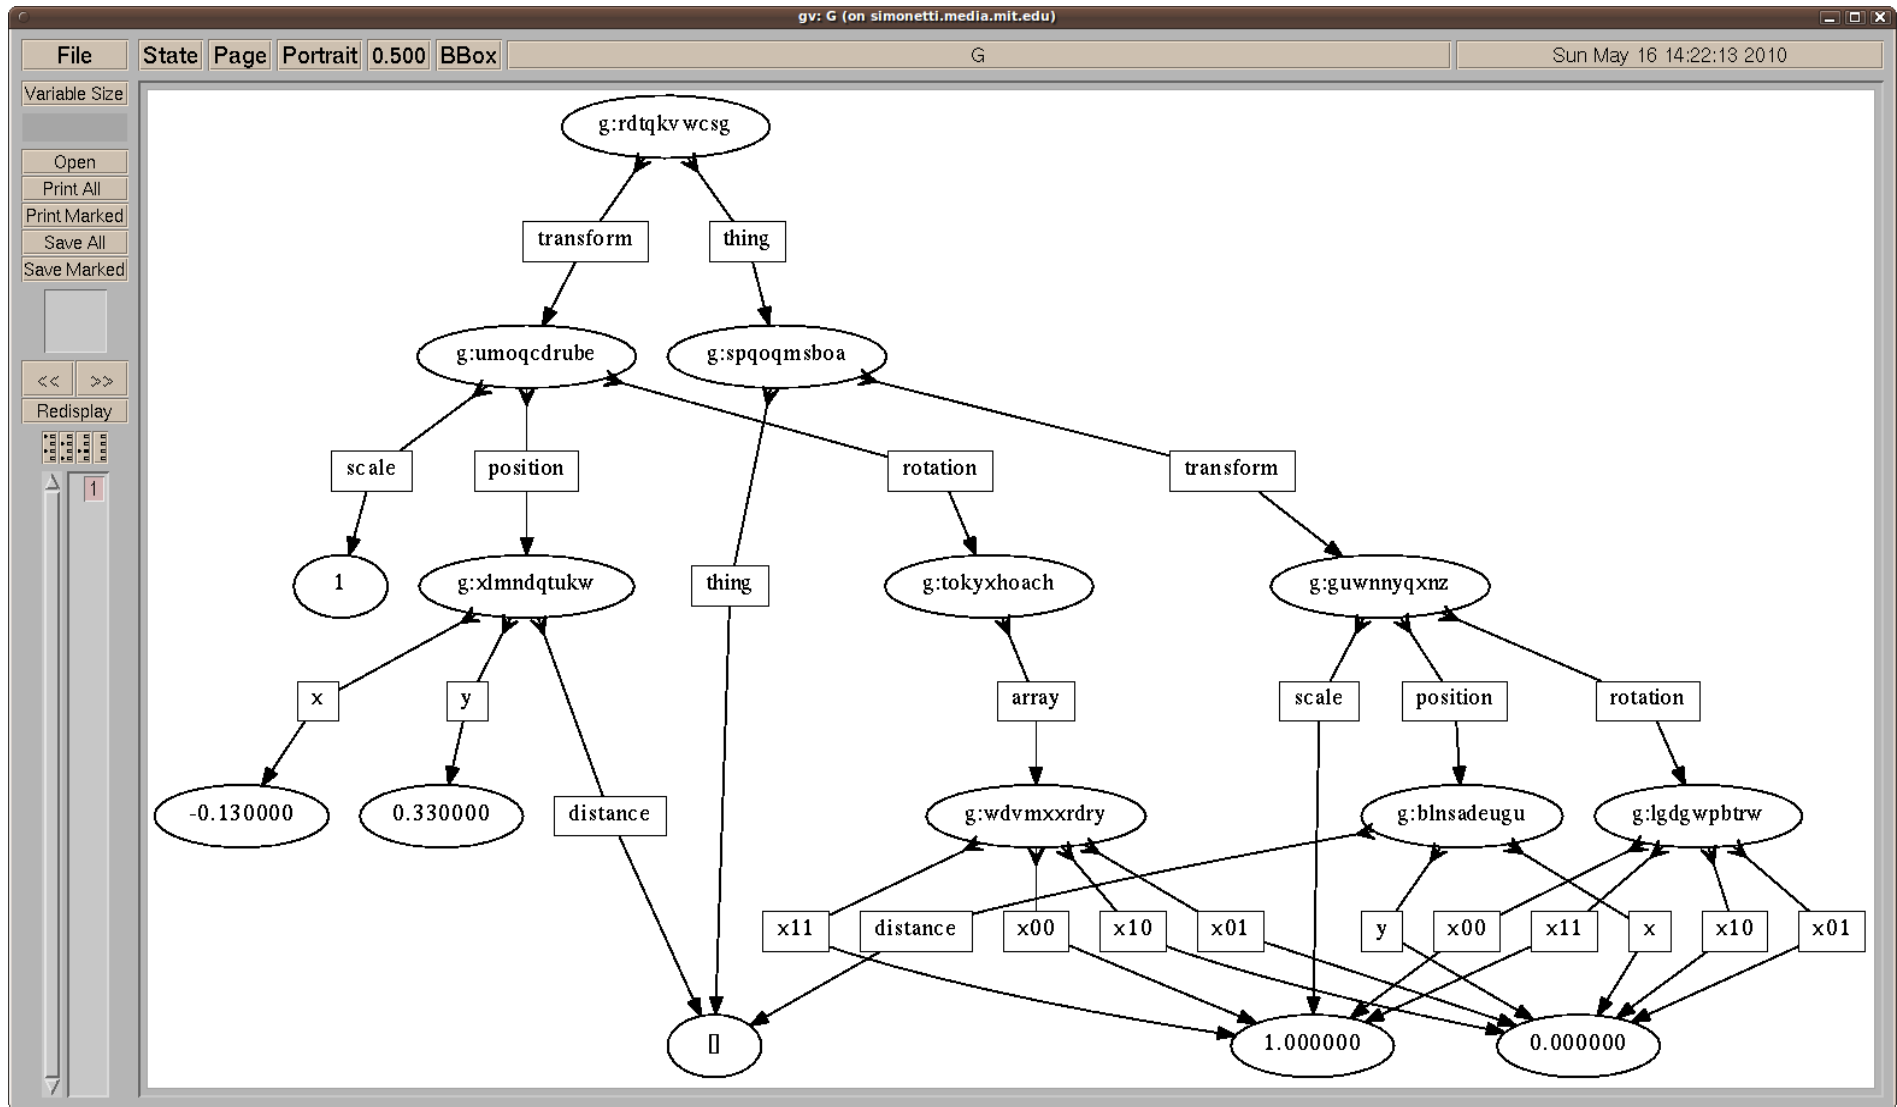 gv: G (on simonetti.media.mit.edu)
File State Page Portrait 0.500 BBox G Sun May 16 14:22:13 2010
Variable Size
Open
Print All
Print Marked
Save All
Save Marked
<< >>
Redisplay
1
g:rdtqkvwcsg
transform thing
g:umoqcdrube g:spqoqmsboa
scale position rotation transform
1 g:xlmndqtukw thing g:tokyxhoach g:guwnnyqxnz
x y array scale position rotation
-0.130000 0.330000 distance g:wdvmxxrdry g:blnsadeugu g:lgdgwpbtrw
x11 distance x00 x10 x01 y x00 x11 x x10 x01
[] 1.000000 0.000000